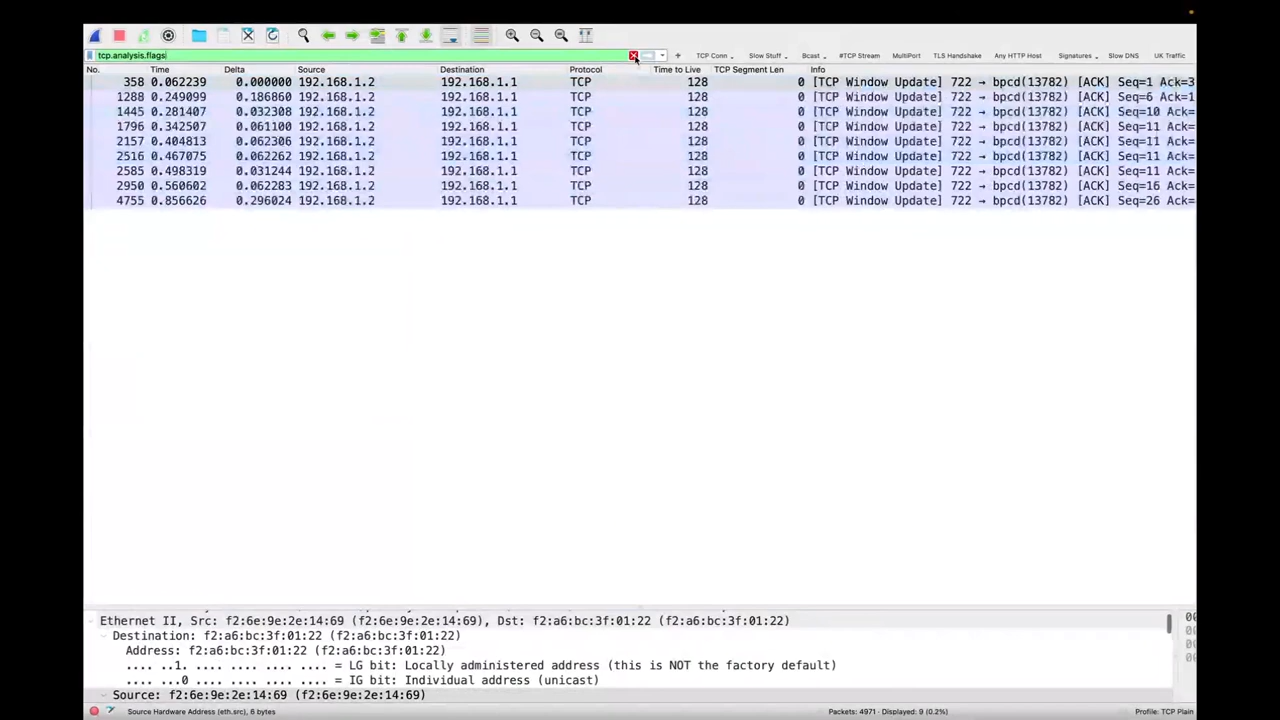 tcp.analysis.flags + TCP Conn Slow Stuff Bcast #TCP Stream MultiPort TLS Handshake Any HTTP Host Signatures Slow DNS UK Traffic
No. Time Delta Source Destination Protocol Time to Live TCP Segment Len Info
358 0.062239 0.000000 192.168.1.2 192.168.1.1 TCP 128 0 [TCP Window Update] 722 → bpcd(13782) [ACK] Seq=1 Ack=3
1288 0.249099 0.186860 192.168.1.2 192.168.1.1 TCP 128 0 [TCP Window Update] 722 → bpcd(13782) [ACK] Seq=6 Ack=1
1445 0.281407 0.032308 192.168.1.2 192.168.1.1 TCP 128 0 [TCP Window Update] 722 → bpcd(13782) [ACK] Seq=10 Ack=
1796 0.342507 0.061100 192.168.1.2 192.168.1.1 TCP 128 0 [TCP Window Update] 722 → bpcd(13782) [ACK] Seq=11 Ack=
2157 0.404813 0.062306 192.168.1.2 192.168.1.1 TCP 128 0 [TCP Window Update] 722 → bpcd(13782) [ACK] Seq=11 Ack=
2516 0.467075 0.062262 192.168.1.2 192.168.1.1 TCP 128 0 [TCP Window Update] 722 → bpcd(13782) [ACK] Seq=11 Ack=
2585 0.498319 0.031244 192.168.1.2 192.168.1.1 TCP 128 0 [TCP Window Update] 722 → bpcd(13782) [ACK] Seq=11 Ack=
2950 0.560602 0.062283 192.168.1.2 192.168.1.1 TCP 128 0 [TCP Window Update] 722 → bpcd(13782) [ACK] Seq=16 Ack=
4755 0.856626 0.296024 192.168.1.2 192.168.1.1 TCP 128 0 [TCP Window Update] 722 → bpcd(13782) [ACK] Seq=26 Ack=
Ethernet II, Src: f2:6e:9e:2e:14:69 (f2:6e:9e:2e:14:69), Dst: f2:a6:bc:3f:01:22 (f2:a6:bc:3f:01:22)
Destination: f2:a6:bc:3f:01:22 (f2:a6:bc:3f:01:22)
Address: f2:a6:bc:3f:01:22 (f2:a6:bc:3f:01:22)
.... ..1. .... .... .... .... = LG bit: Locally administered address (this is NOT the factory default)
.... ...0 .... .... .... .... = IG bit: Individual address (unicast)
Source: f2:6e:9e:2e:14:69 (f2:6e:9e:2e:14:69)
Source Hardware Address (eth.src), 6 bytes Packets: 4971 · Displayed: 9 (0.2%) Profile: TCP Plain